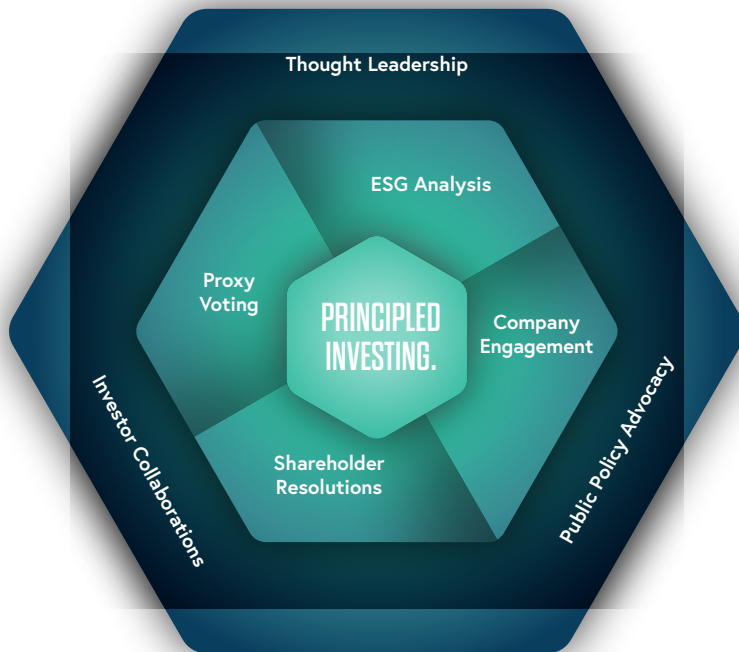 Thought Leadership
ESG Analysis
Proxy
Voting
PRINCIPLED
INVESTING.
Company
Engagement
Shareholder
Resolutions
Investor Collaborations
Public Policy Advocacy